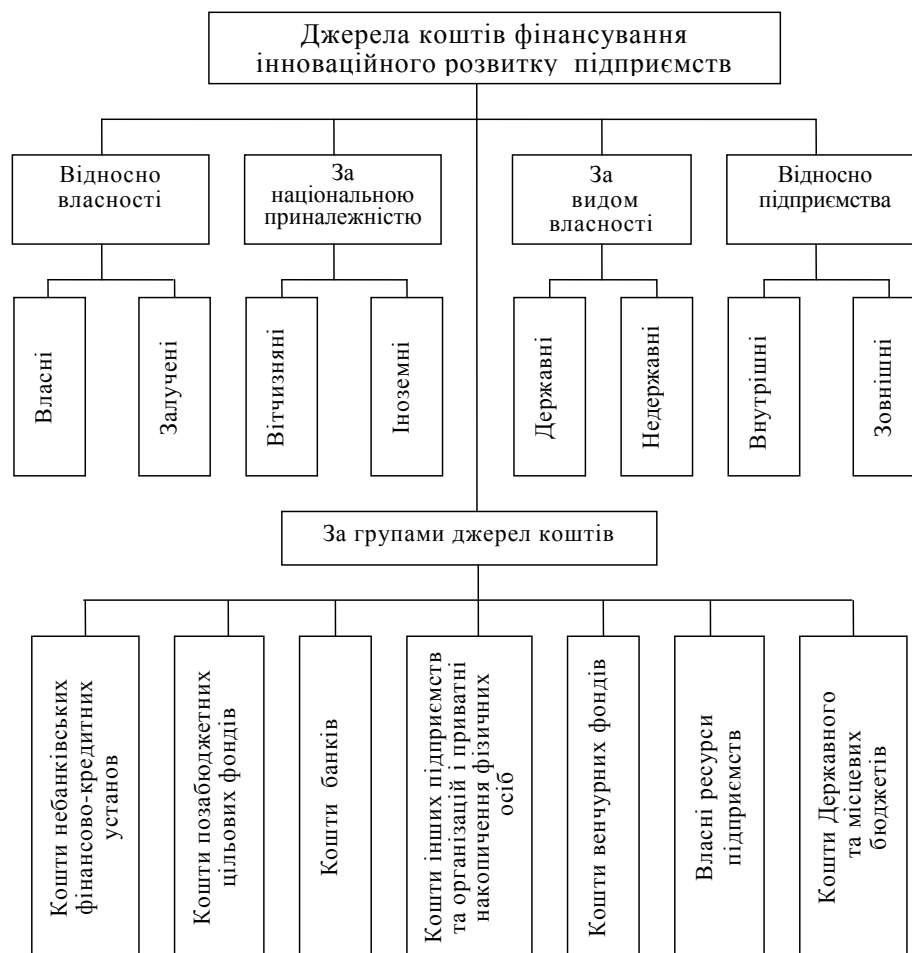 Джерела коштів фінансування
інноваційного розвитку підприємств
Відносно
власності
За
національною
приналежністю
За
видом
власності
Відносно
підприємства
Власні
Залучені
Вітчизняні
Іноземні
Державні
Недержавні
Внутрішні
Зовнішні
За групами джерел коштів
Кошти небанківських
фінансово-кредитних
установ
Кошти позабюджетних
цільових фондів
Кошти банків
Кошти інших підприємств
та організацій і приватні
накопичення фізичних
осіб
Кошти венчурних фондів
Власні ресурси
підприємств
Кошти Державного
та місцевих
бюджетів